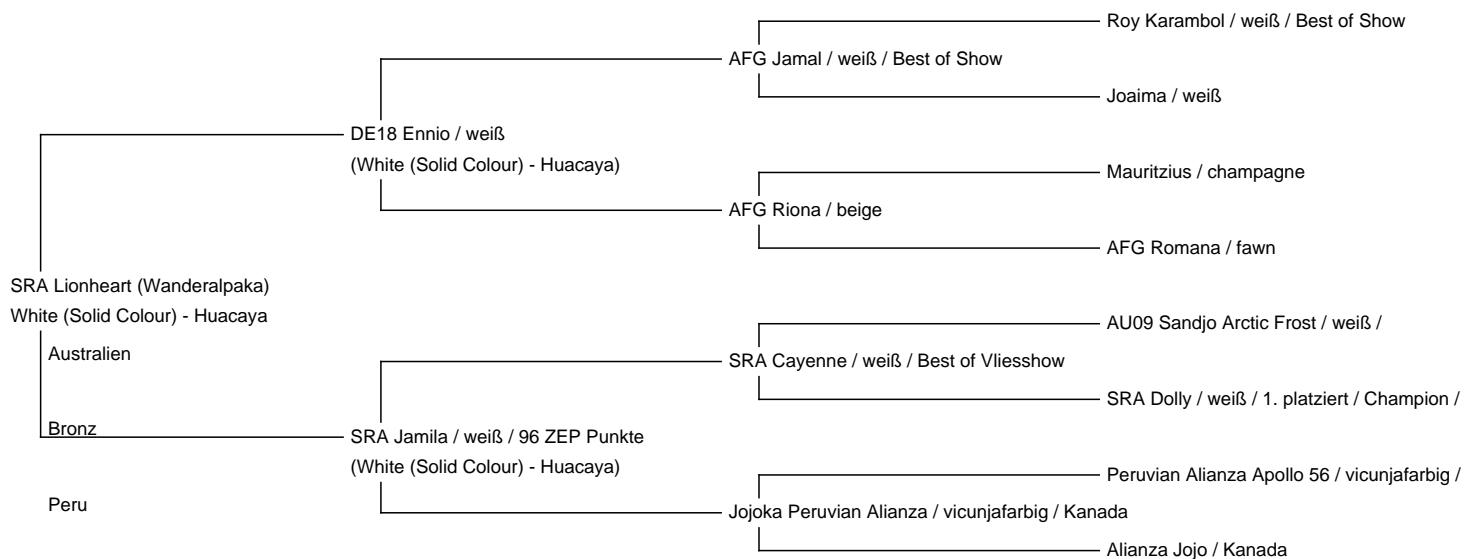 Roy Karambol / weiß / Best of Show
AFG Jamal / weiß / Best of Show
Joaima / weiß
DE18 Ennio / weiß
(White (Solid Colour) - Huacaya)
Mauritzius / champagne
AFG Riona / beige
AFG Romana / fawn
SRA Lionheart (Wanderalpaka)
White (Solid Colour) - Huacaya
AU09 Sandjo Arctic Frost / weiß /
Australien
SRA Cayenne / weiß / Best of Vliesshow
SRA Dolly / weiß / 1. platziert / Champion /
Bronz
SRA Jamila / weiß / 96 ZEP Punkte
(White (Solid Colour) - Huacaya)
Peruvian Alianza Apollo 56 / vicunjafarbig /
Peru
Jojoka Peruvian Alianza / vicunjafarbig / Kanada
Alianza Jojo / Kanada